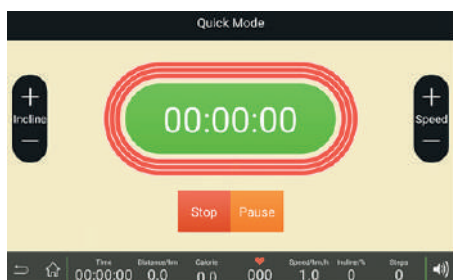 Quick Mode
+
Incline
−
00:00:00
+
Speed
−
Stop
Pause
Time Distance/km Calorie Speed/km/h Incline/% Steps
00:00:00 0.0 0.0 000 1.0 0 0